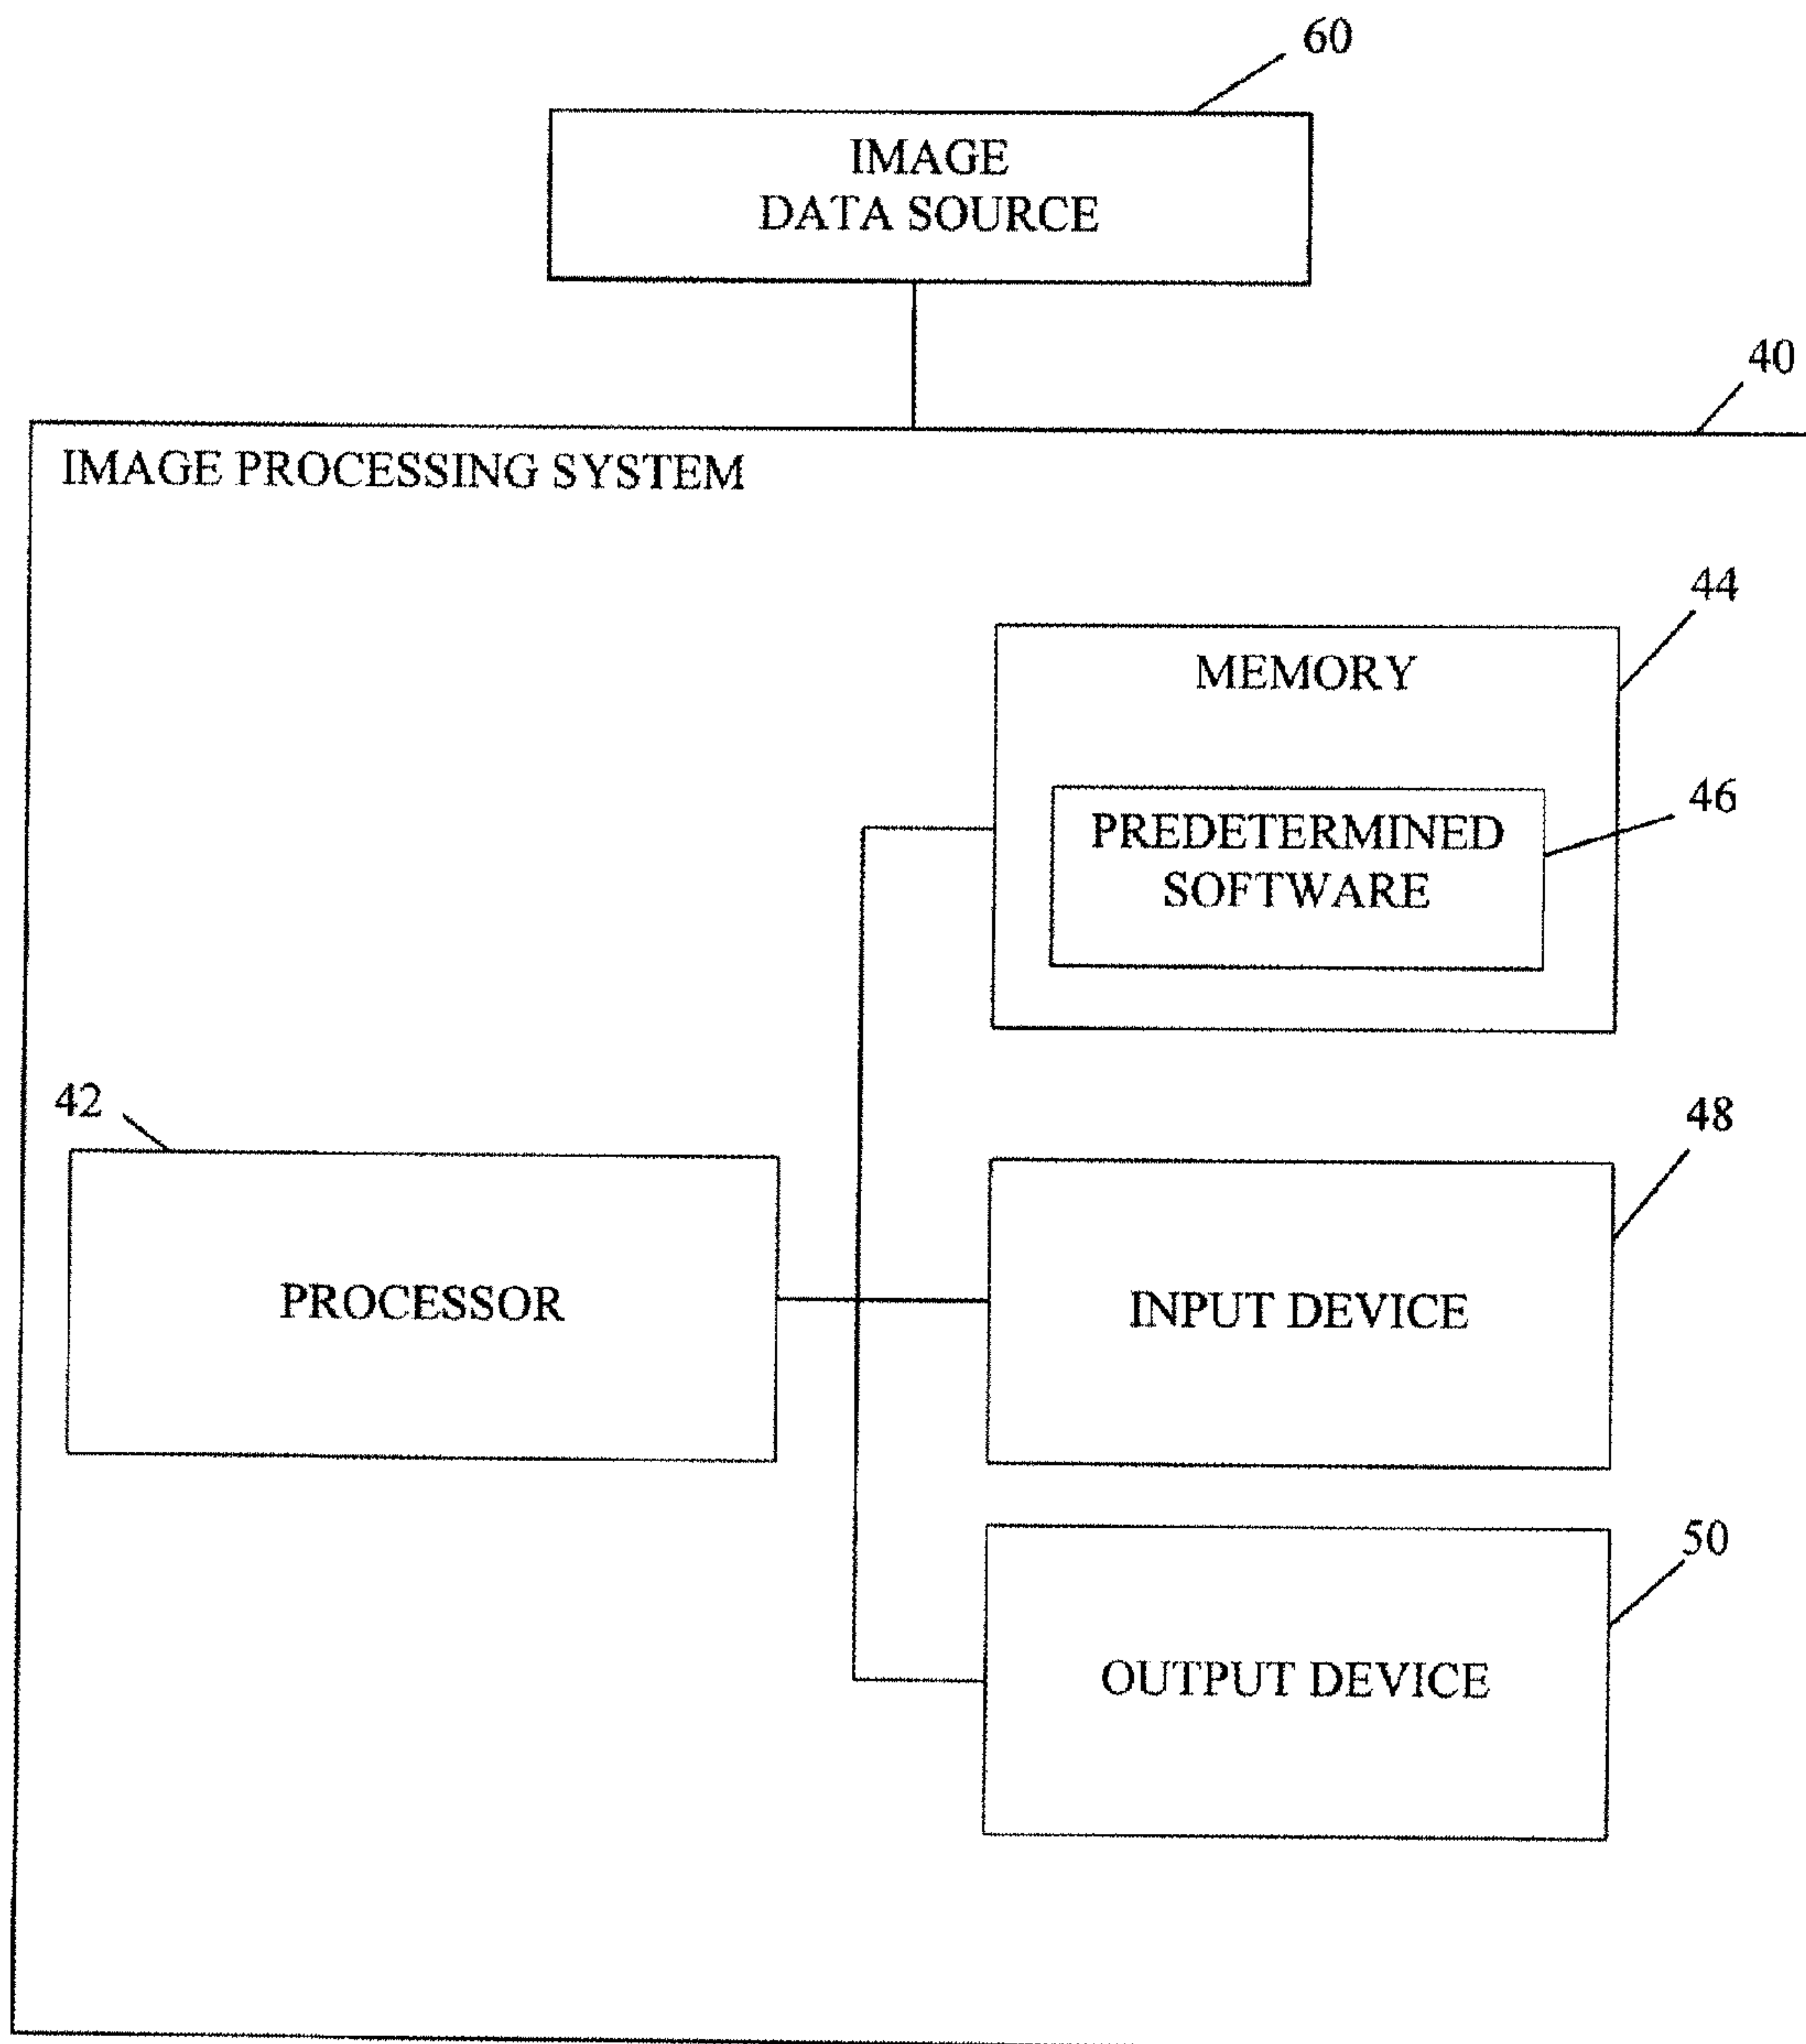 60
IMAGE
DATA SOURCE
40
IMAGE PROCESSING SYSTEM
44
MEMORY
46
PREDETERMINED
SOFTWARE
42
48
PROCESSOR
INPUT DEVICE
50
OUTPUT DEVICE